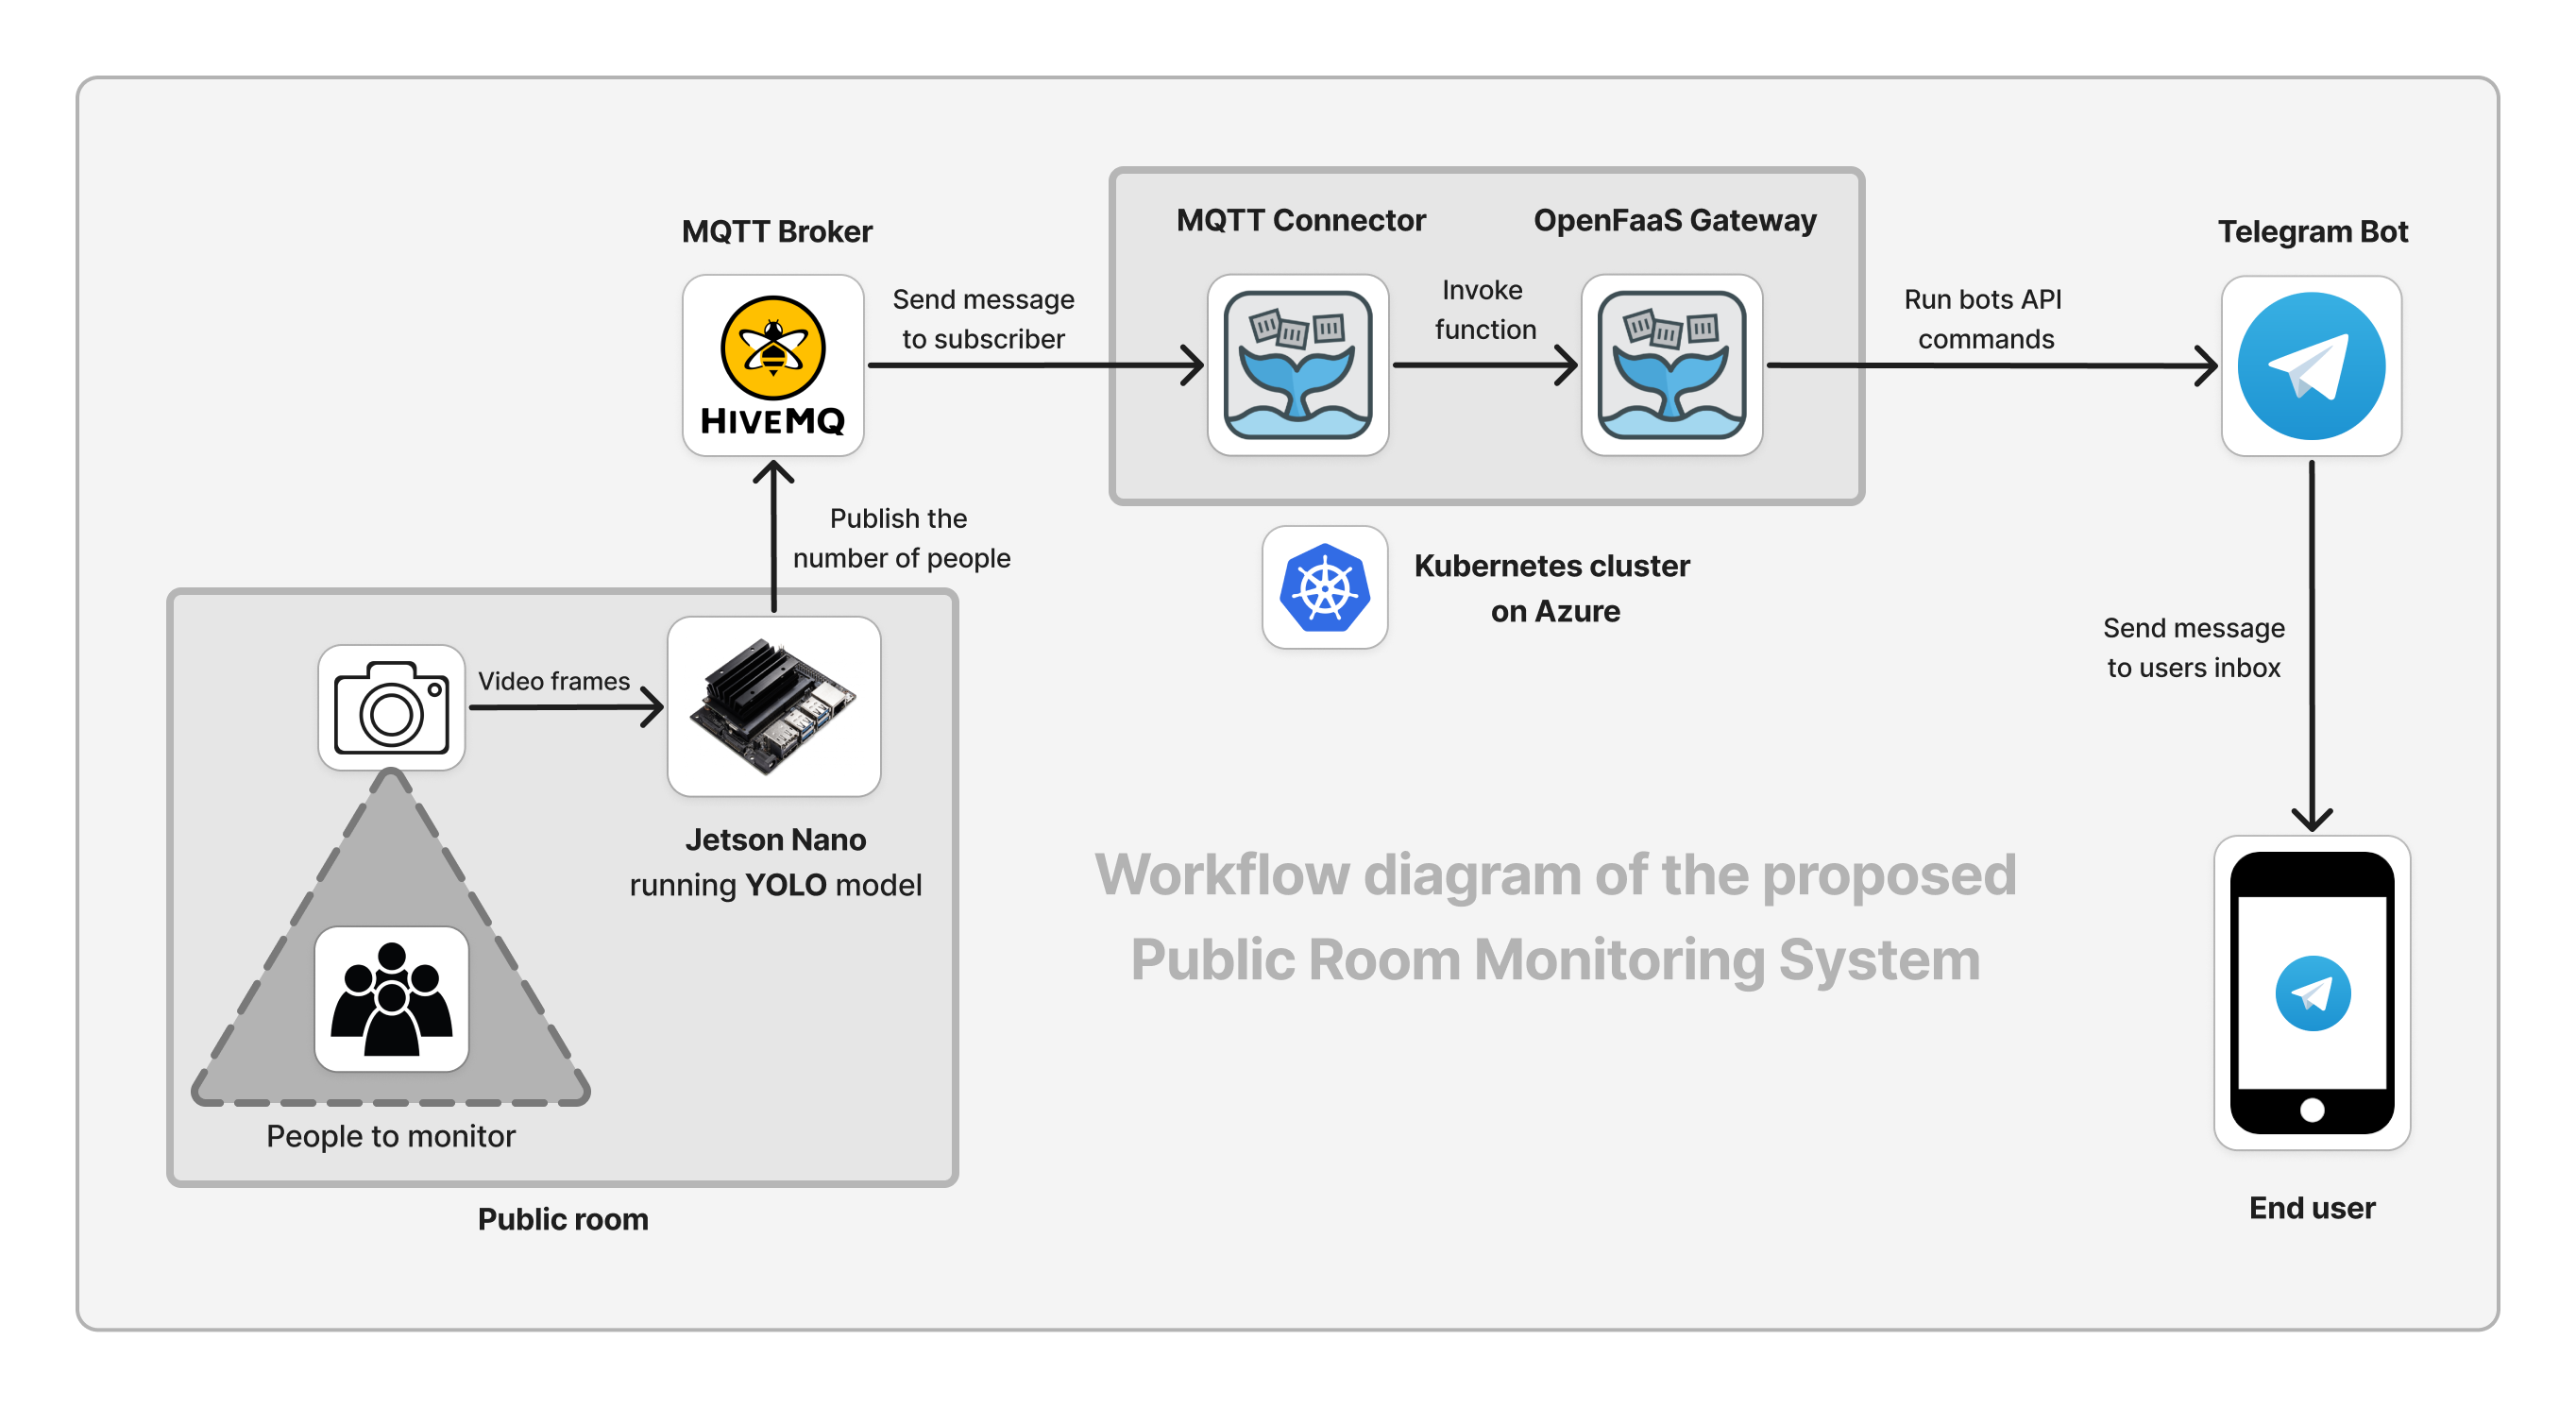 MQTT Broker
MQTT Connector
OpenFaaS Gateway
Telegram Bot
HIVEMQ
Send message
to subscriber
Invoke
function
Run bots API
commands
Publish the
number of people
Kubernetes cluster
on Azure
Video frames
Send message
to users inbox
Jetson Nano
running YOLO model
Workflow diagram of the proposed
Public Room Monitoring System
People to monitor
Public room
End user